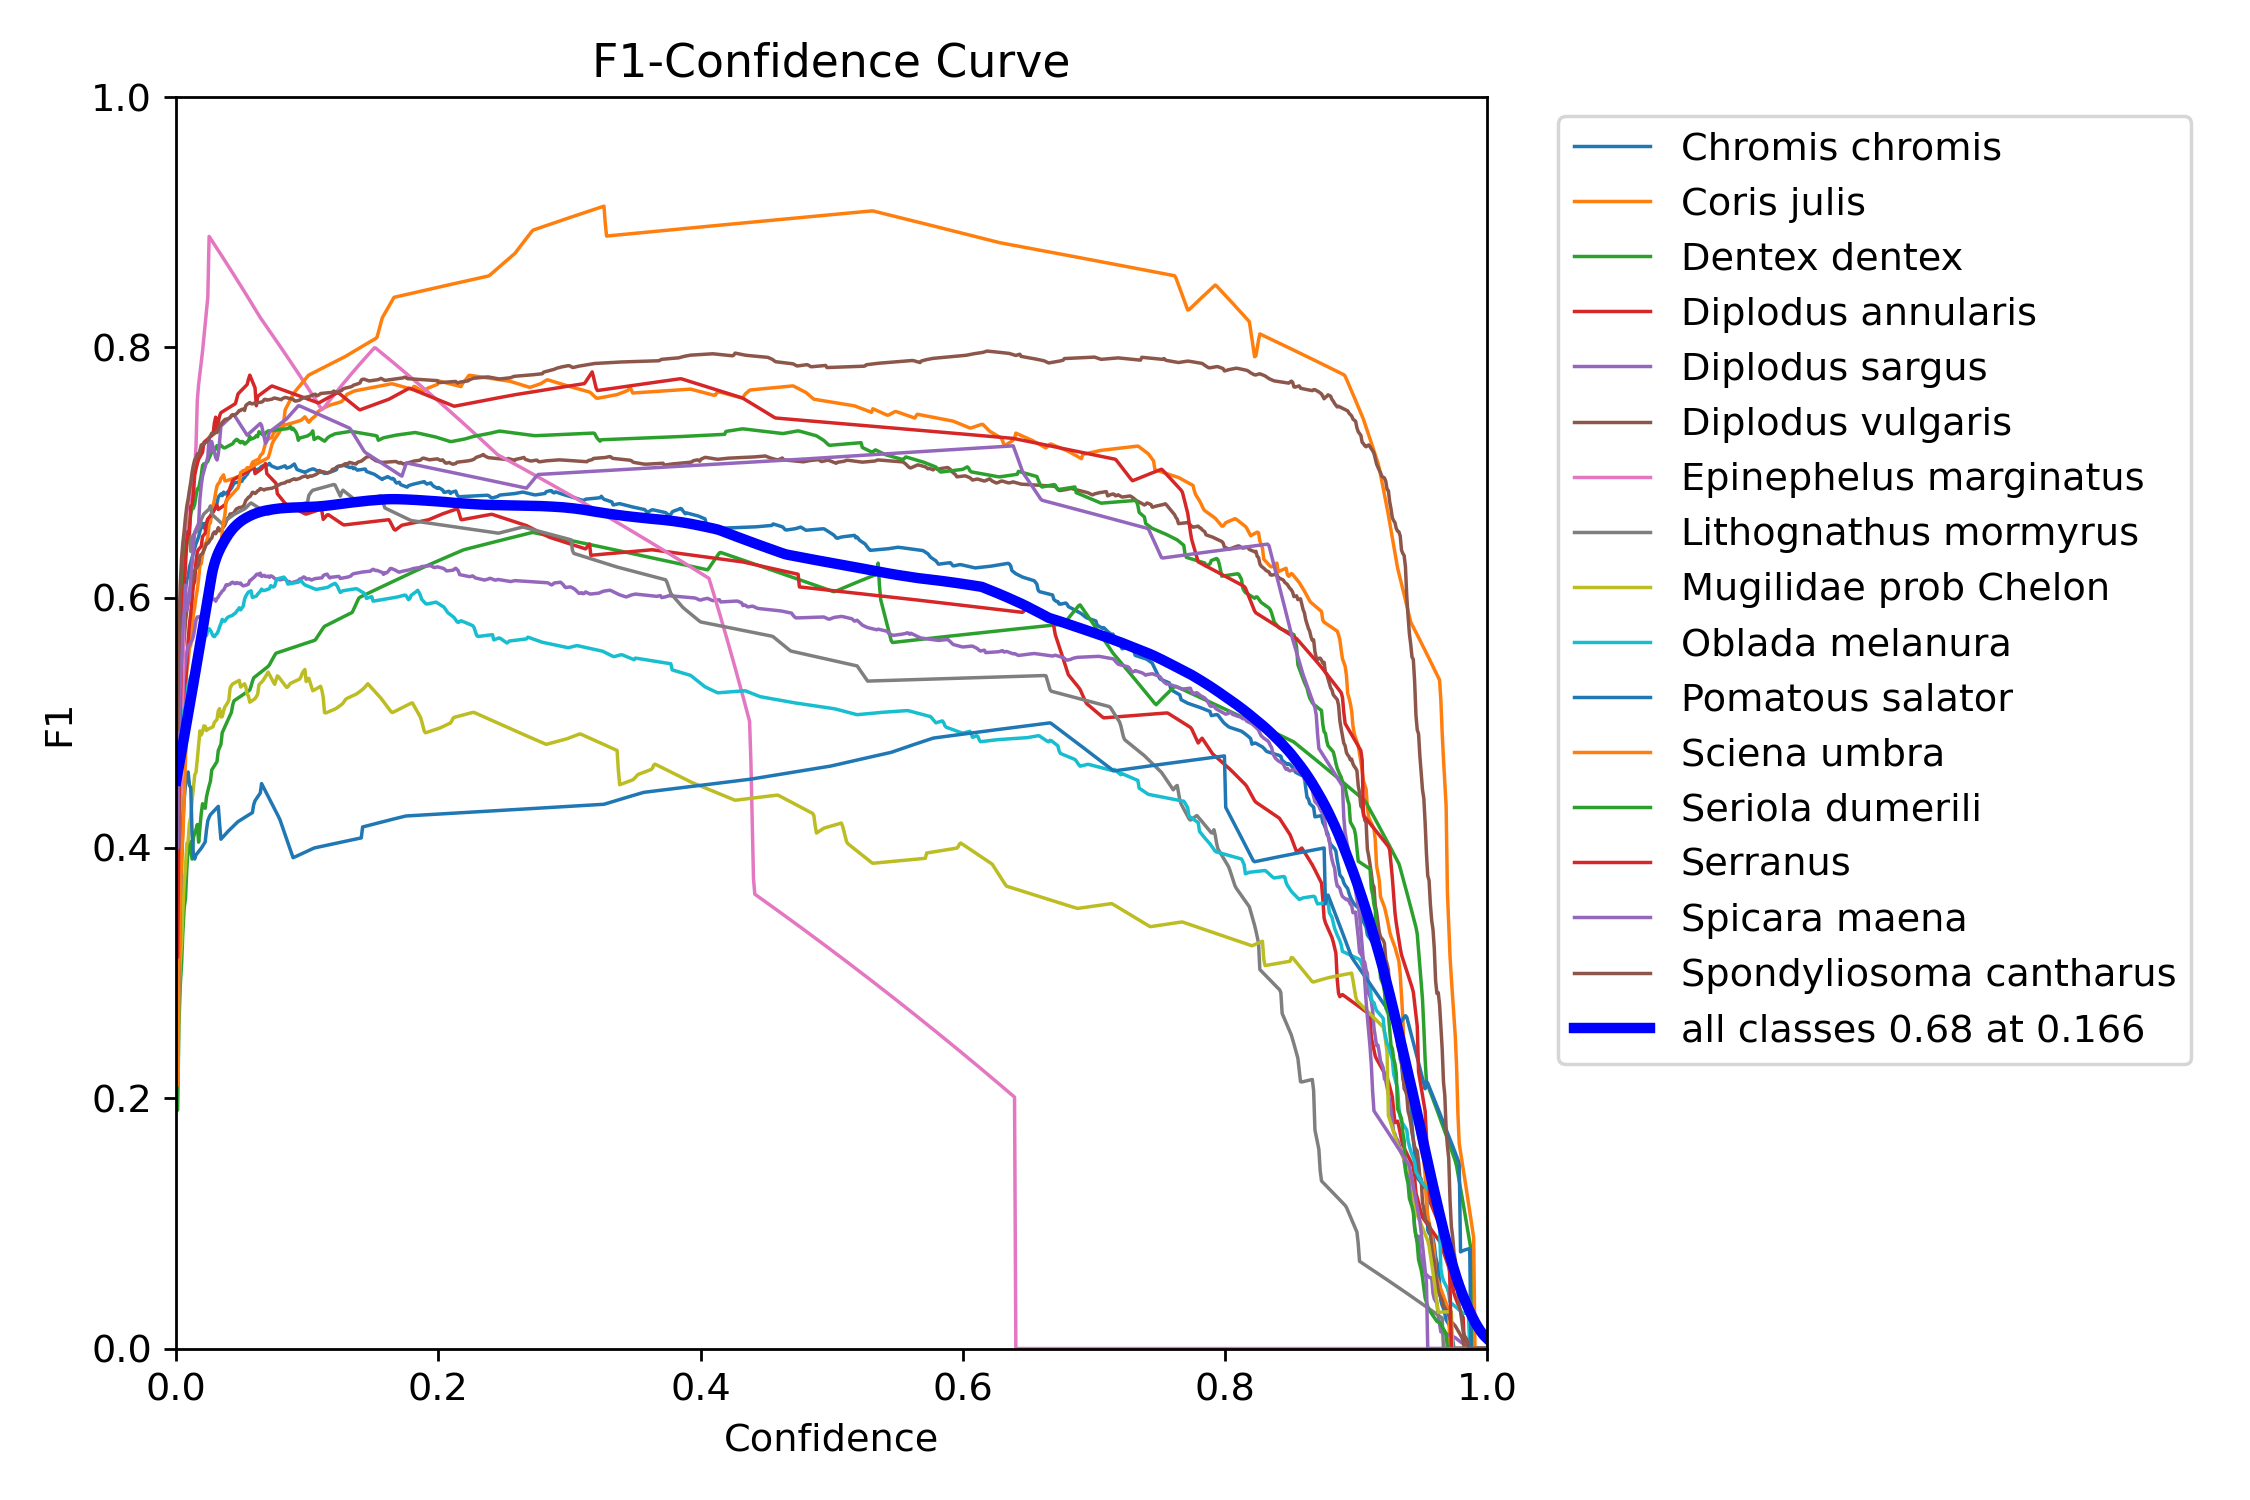 F1-Confidence Curve
1.0
0.8
0.6
0.4
0.2
0.0
F1
0.0 0.2 0.4 0.6 0.8 1.0
Confidence
Chromis chromis
Coris julis
Dentex dentex
Diplodus annularis
Diplodus sargus
Diplodus vulgaris
Epinephelus marginatus
Lithognathus mormyrus
Mugilidae prob Chelon
Oblada melanura
Pomatous salator
Sciena umbra
Seriola dumerili
Serranus
Spicara maena
Spondyliosoma cantharus
all classes 0.68 at 0.166